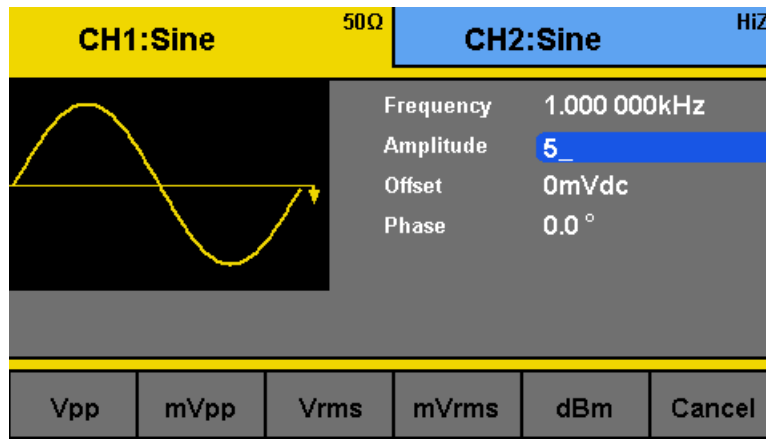 CH1:Sine 50Ω CH2:Sine HiZ
Frequency 1.000 000kHz
Amplitude 5_
Offset 0mVdc
Phase 0.0 °
Vpp mVpp Vrms mVrms dBm Cancel